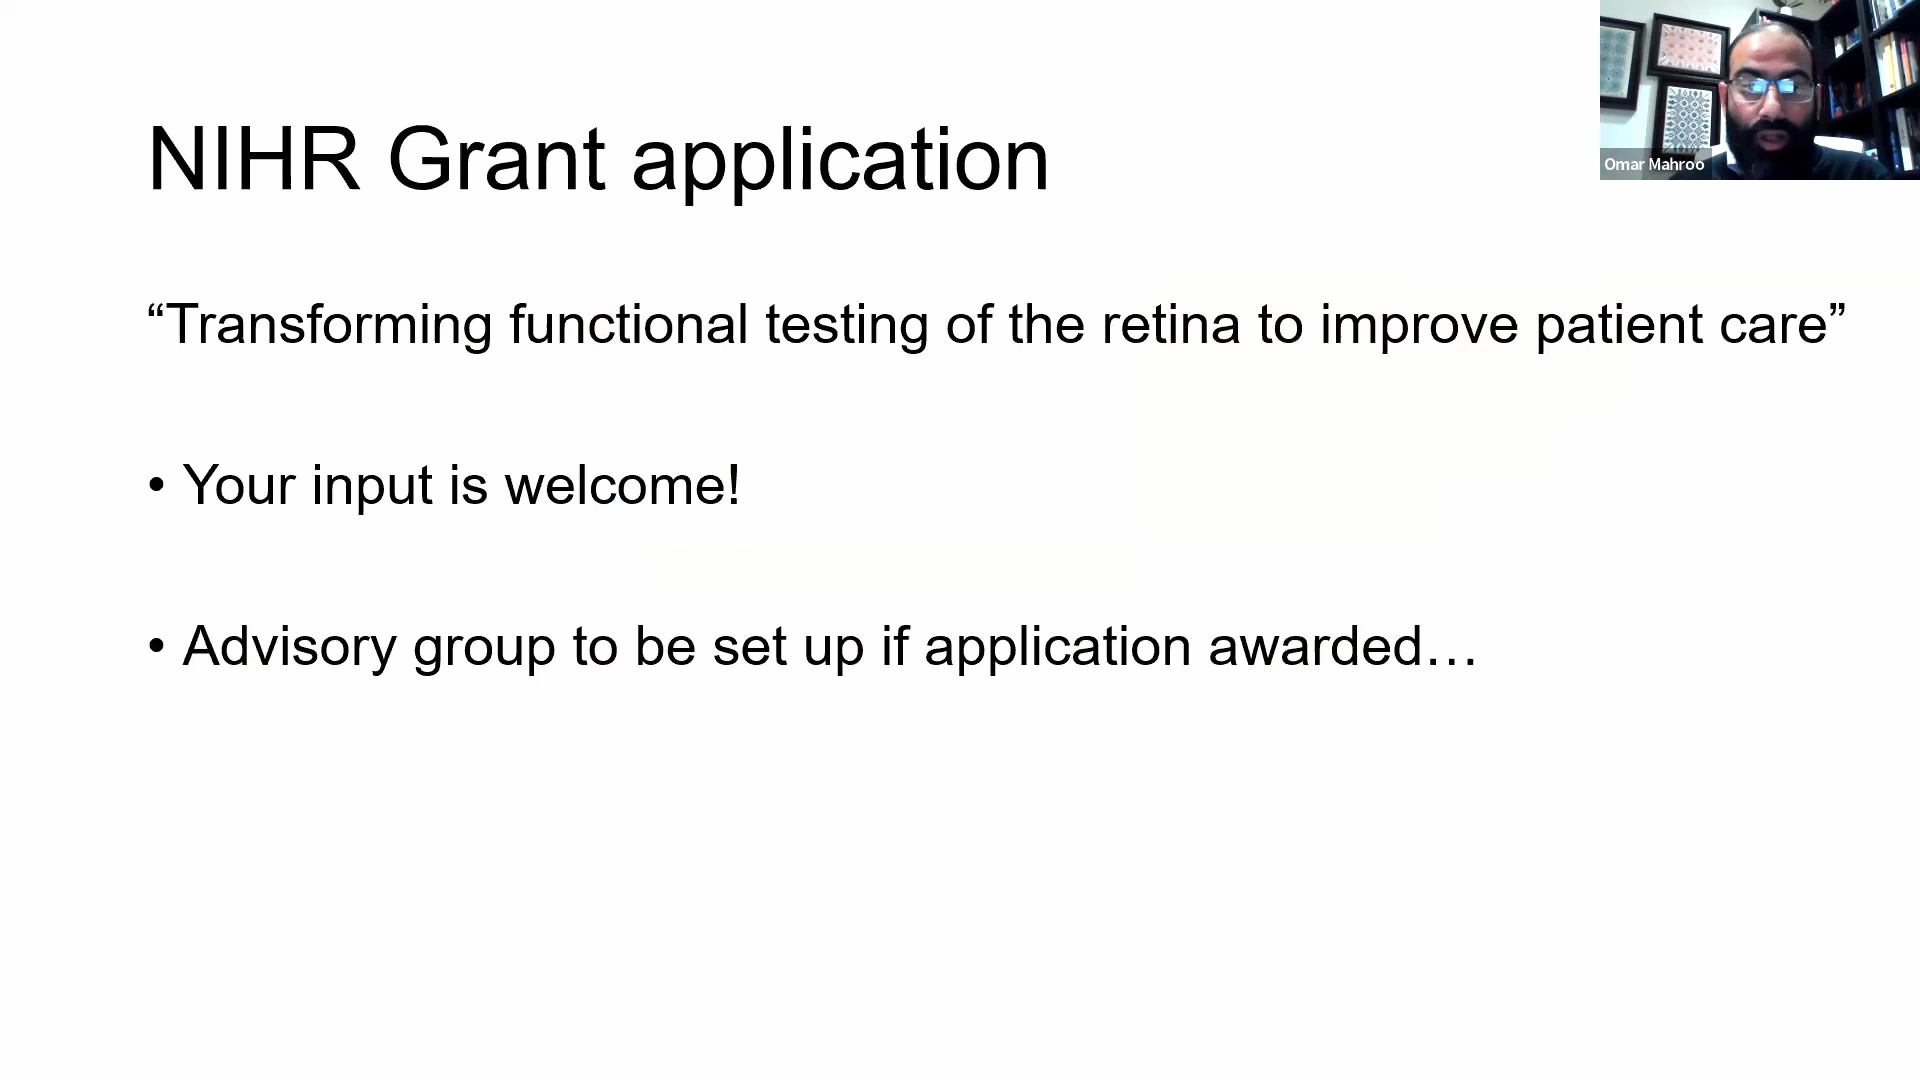 NIHR Grant application
Omar Mahroo
“Transforming functional testing of the retina to improve patient care”
• Your input is welcome!
• Advisory group to be set up if application awarded…